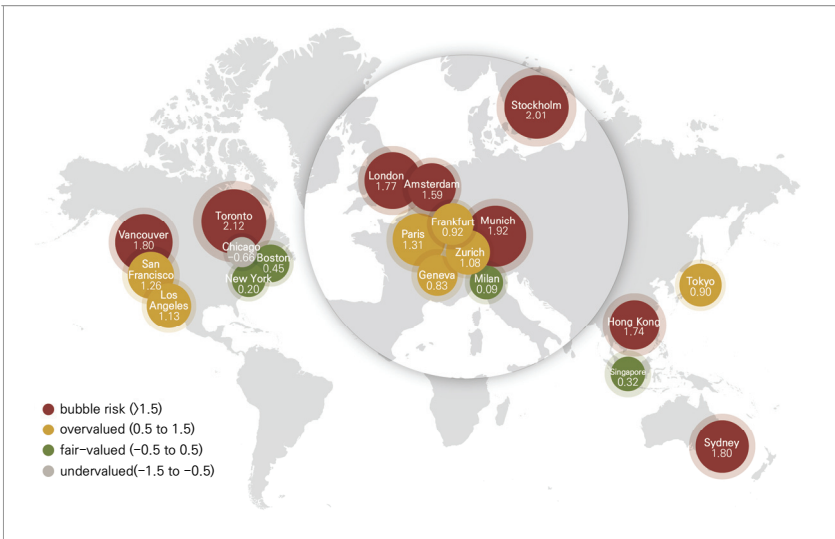 Stockholm
2.01
London
1.77
Amsterdam
1.59
Toronto
2.12
Vancouver
1.80
Chicago
-0.66
Boston
0.45
New York
0.20
San
Francisco
1.26
Los
Angeles
1.13
Frankfurt
0.92
Munich
1.92
Paris
1.31
Zurich
1.08
Geneva
0.83
Milan
0.09
Tokyo
0.90
Hong Kong
1.74
Singapore
0.32
Sydney
1.80
bubble risk (⟩1.5)
overvalued (0.5 to 1.5)
fair-valued (−0.5 to 0.5)
undervalued(−1.5 to −0.5)